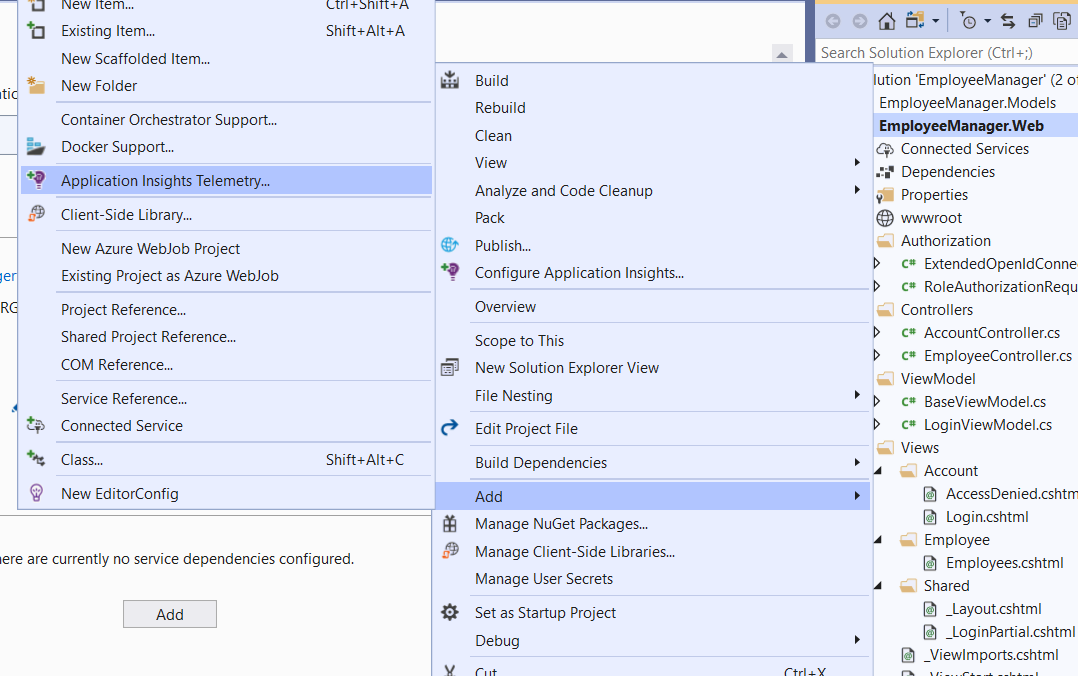 New Item... Ctrl+Shift+A
Existing Item... Shift+Alt+A
New Scaffolded Item...
New Folder
Container Orchestrator Support...
Docker Support...
Application Insights Telemetry...
Client-Side Library...
New Azure WebJob Project
Existing Project as Azure WebJob
Project Reference...
Shared Project Reference...
COM Reference...
Service Reference...
Connected Service
Class... Shift+Alt+C
New EditorConfig
ere are currently no service dependencies configured.
Add
Build
Rebuild
Clean
View
Analyze and Code Cleanup
Pack
Publish...
Configure Application Insights...
Overview
Scope to This
New Solution Explorer View
File Nesting
Edit Project File
Build Dependencies
Add
Manage NuGet Packages...
Manage Client-Side Libraries...
Manage User Secrets
Set as Startup Project
Debug
Cut Ctrl+X
Search Solution Explorer (Ctrl+;)
lution 'EmployeeManager' (2 of
EmployeeManager.Models
EmployeeManager.Web
Connected Services
Dependencies
Properties
wwwroot
Authorization
C# ExtendedOpenIdConne
C# RoleAuthorizationRequ
Controllers
C# AccountController.cs
C# EmployeeController.cs
ViewModel
C# BaseViewModel.cs
C# LoginViewModel.cs
Views
Account
AccessDenied.cshtm
Login.cshtml
Employee
Employees.cshtml
Shared
_Layout.cshtml
_LoginPartial.cshtml
_ViewImports.cshtml
_ViewStart.cshtml